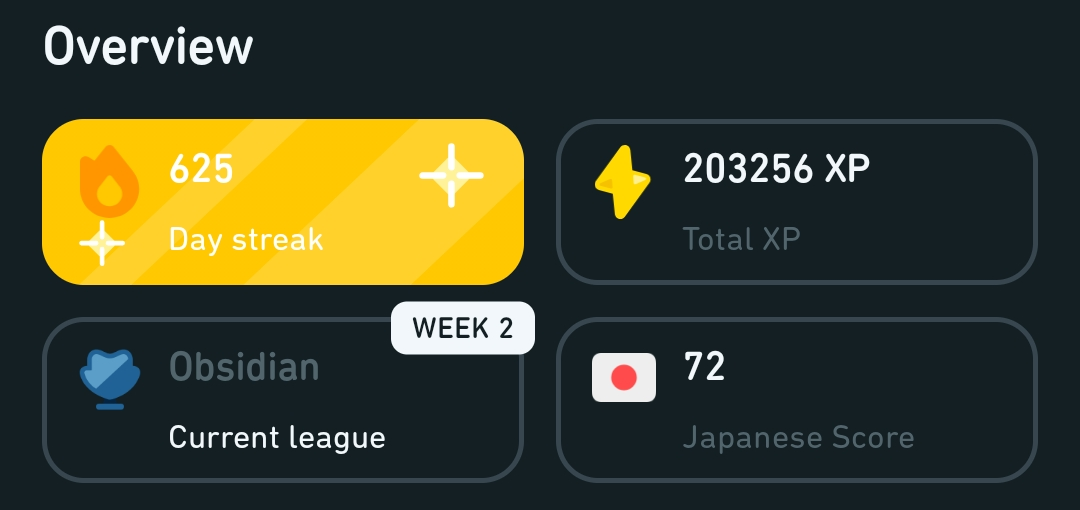 Overview
625
Day streak
203256 XP
Total XP
WEEK 2
Obsidian
Current league
72
Japanese Score